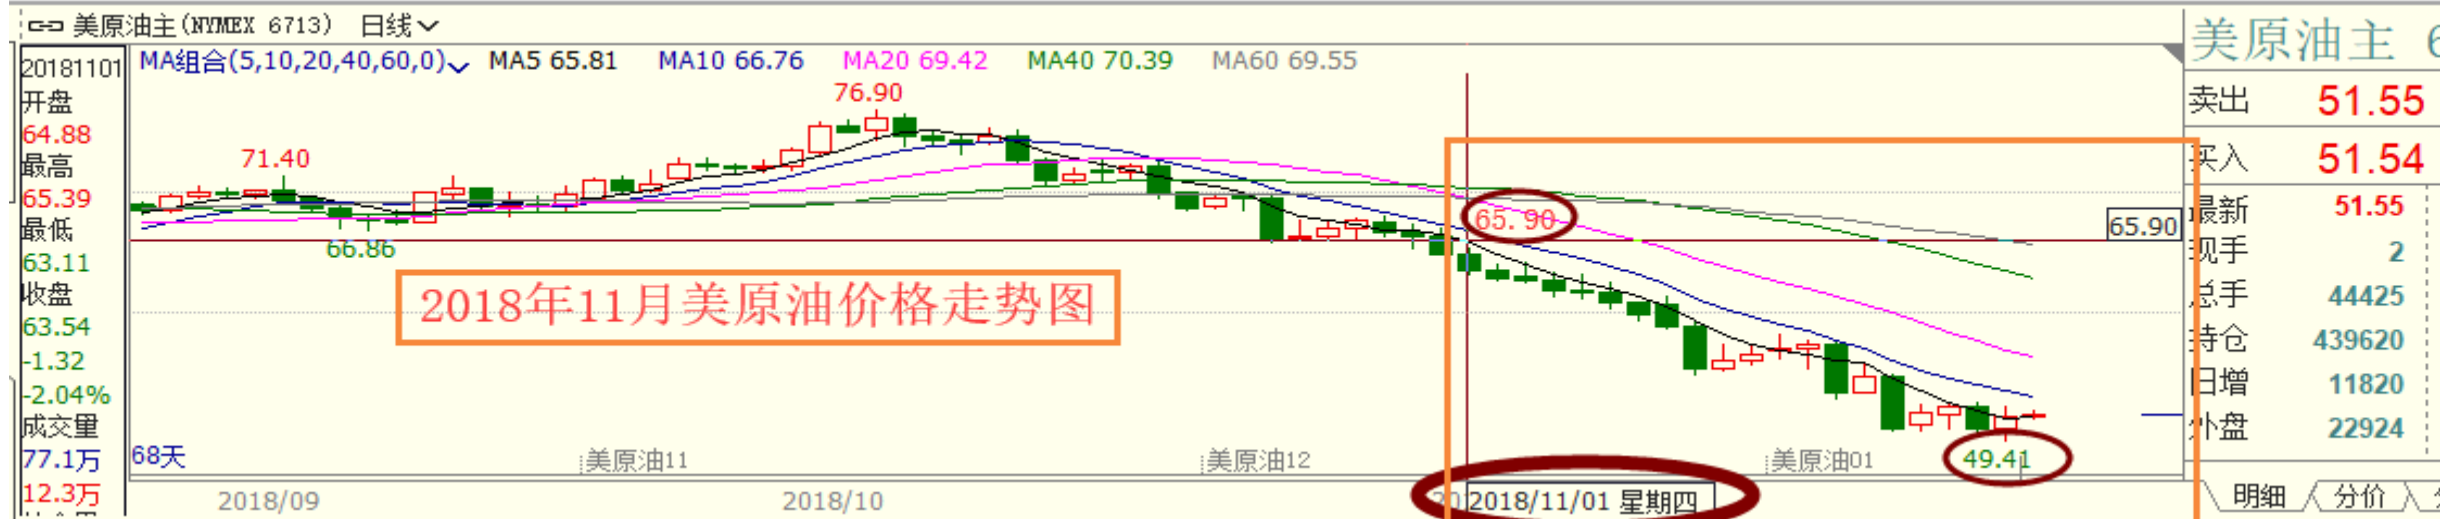 美原油主(NYMEX 6713) 日线
美原油主 6
20181101
MA组合(5,10,20,40,60,0) MA5 65.81 MA10 66.76 MA20 69.42 MA40 70.39 MA60 69.55
开盘
64.88
最高
65.39
最低
63.11
收盘
63.54
-1.32
-2.04%
成交量
77.1万
12.3万
76.90
71.40
66.86
65.90
65.90
2018年11月美原油价格走势图
49.41
68天
美原油11
美原油12
美原油01
2018/09
2018/10
2018/11/01 星期四
卖出 51.55
买入 51.54
最新 51.55
现手 2
总手 44425
持仓 439620
日增 11820
外盘 22924
明细 分价